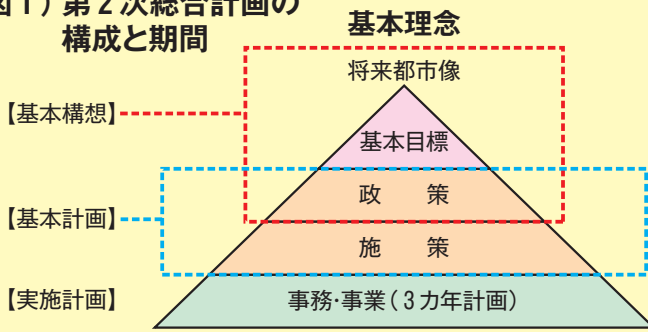 図1）第2次総合計画の
構成と期間
基本理念
将来都市像
【基本構想】
基本目標
政 策
【基本計画】
施 策
【実施計画】
事務・事業（3カ年計画）